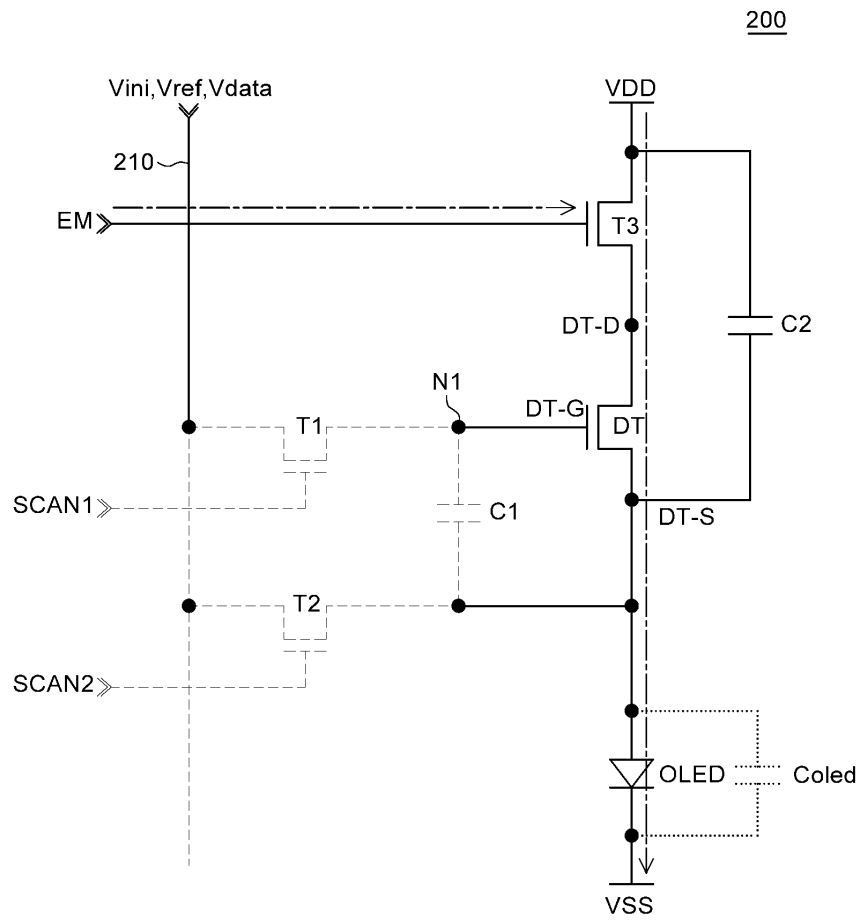 200
Vini,Vref,Vdata
VDD
210
EM
T3
DT-D
C2
N1
DT-G
T1
DT
SCAN1
C1
DT-S
T2
SCAN2
OLED
Coled
VSS